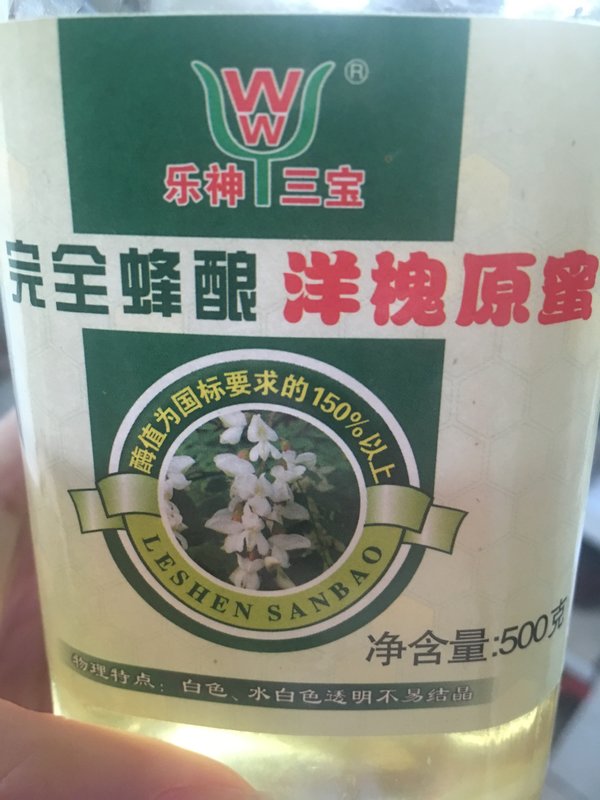 WW ®
乐神三宝
完全蜂酿 洋槐原蜜
酶值为国标要求的150%以上
LESHEN SANBAO
净含量:500克
物理特点：白色、水白色透明不易结晶